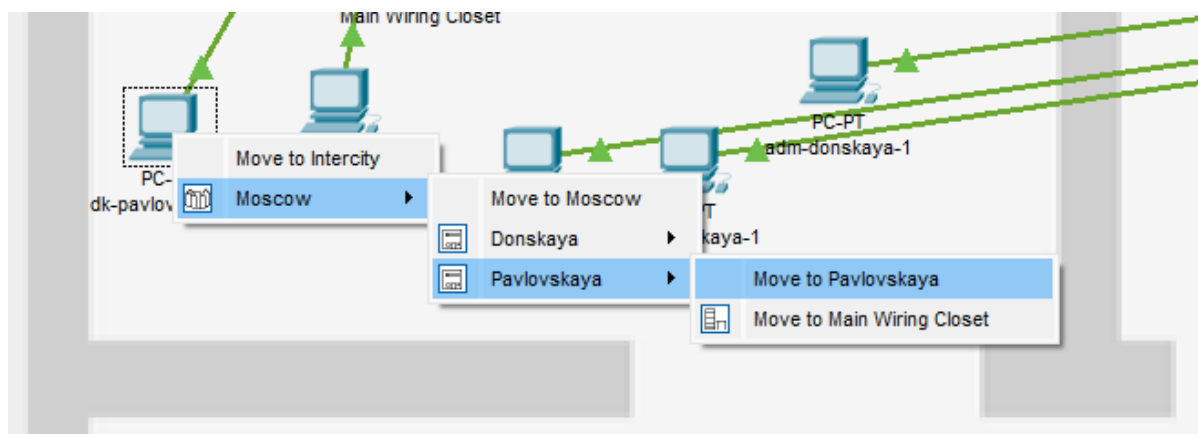 Main Wiring Closet
PC-PT
adm-donskaya-1
Move to Intercity
PC-
dk-pavlov
Moscow
Move to Moscow
PT
Donskaya
kaya-1
Pavlovskaya
Move to Pavlovskaya
Move to Main Wiring Closet